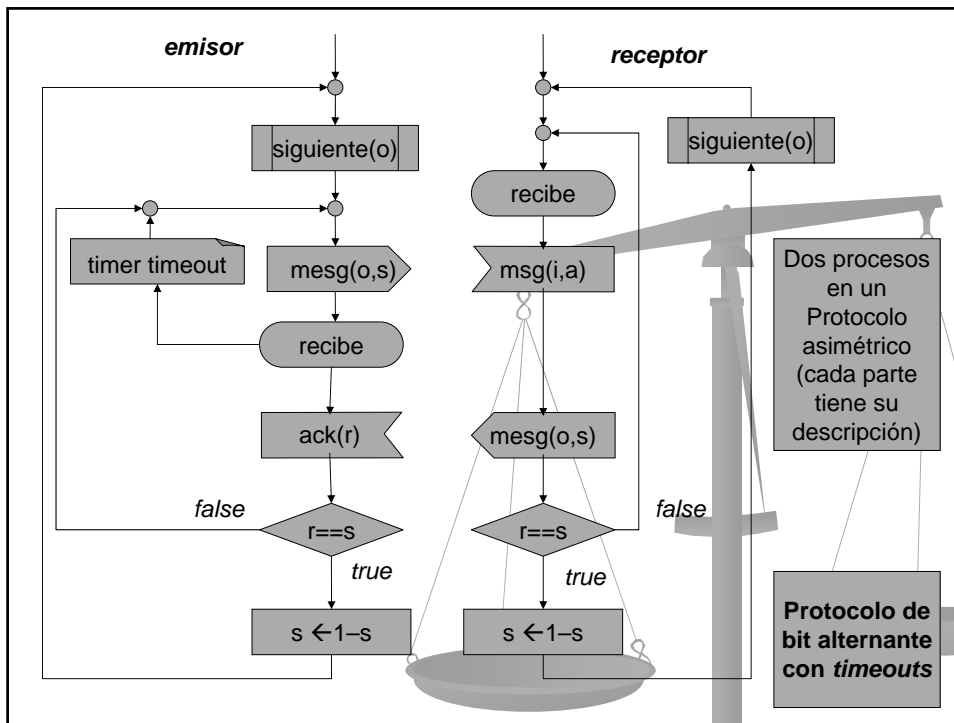 emisor
siguiente(o)
timer timeout
mesg(o,s)
recibe
ack(r)
false
r==s
true
s ←1–s
receptor
siguiente(o)
recibe
msg(i,a)
mesg(o,s)
false
r==s
true
s ←1–s
Dos procesos
en un
Protocolo
asimétrico
(cada parte
tiene su
descripción)
Protocolo de
bit alternante
con timeouts